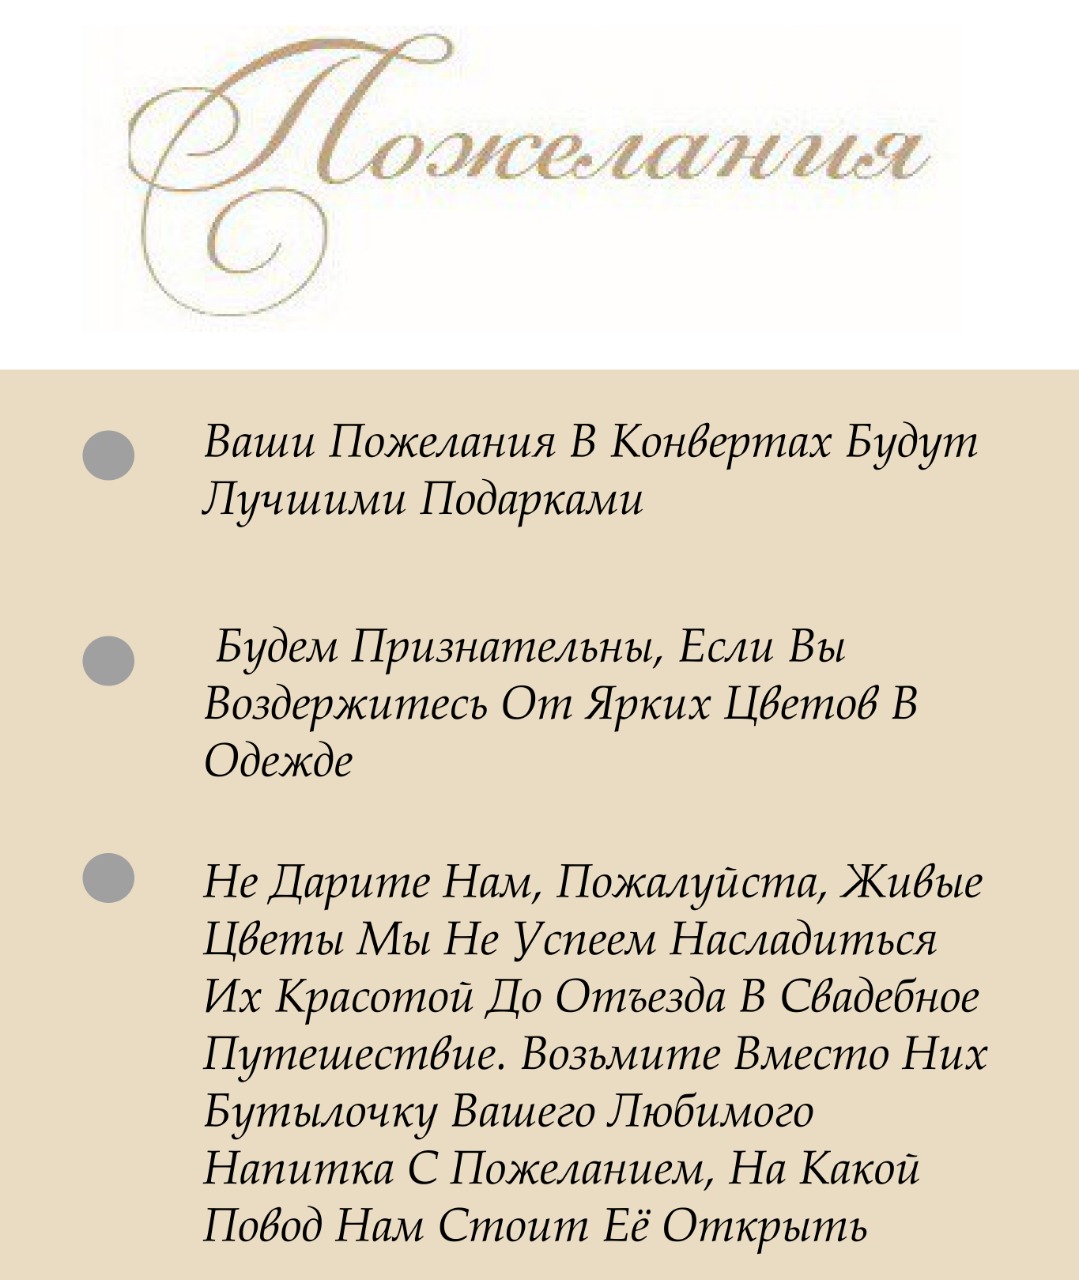 Пожелания
Ваши Пожелания В Конвертах Будут
Лучшими Подарками
Будем Признательны, Если Вы
Воздержитесь От Ярких Цветов В
Одежде
Не Дарите Нам, Пожалуйста, Живые
Цветы Мы Не Успеем Насладиться
Их Красотой До Отъезда В Свадебное
Путешествие. Возьмите Вместо Них
Бутылочку Вашего Любимого
Напитка С Пожеланием, На Какой
Повод Нам Стоит Её Открыть